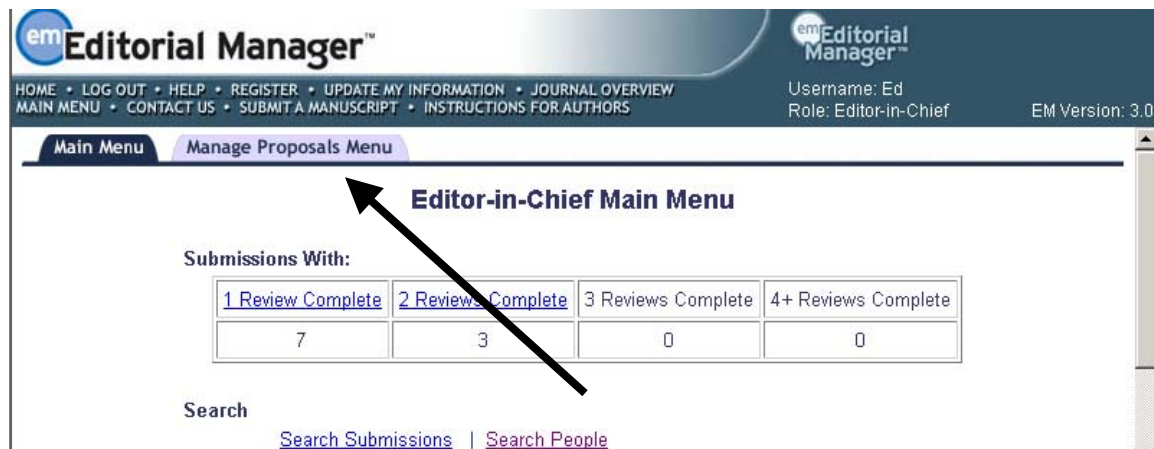 em Editorial Manager™
em Editorial Manager™
HOME • LOG OUT • HELP • REGISTER • UPDATE MY INFORMATION • JOURNAL OVERVIEW
MAIN MENU • CONTACT US • SUBMIT A MANUSCRIPT • INSTRUCTIONS FOR AUTHORS
Username: Ed
Role: Editor-in-Chief EM Version: 3.0
Main Menu Manage Proposals Menu
Editor-in-Chief Main Menu
Submissions With:
1 Review Complete 2 Reviews Complete 3 Reviews Complete 4+ Reviews Complete
7 3 0 0
Search
Search Submissions | Search People